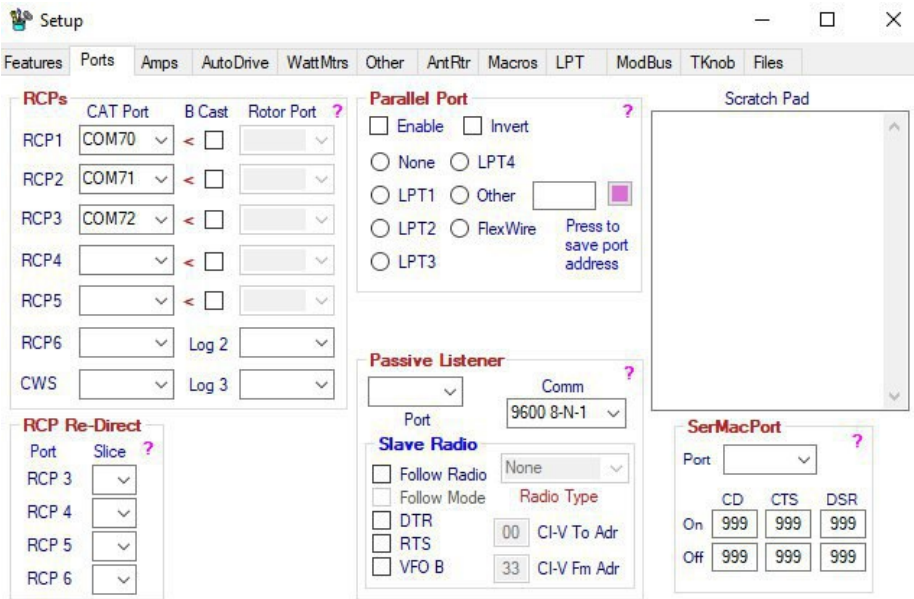 Setup
Features Ports Amps AutoDrive WattMtrs Other AntRtr Macros LPT ModBus TKnob Files
RCPs
CAT Port B Cast Rotor Port ?
RCP1 COM70 <
RCP2 COM71 <
RCP3 COM72 <
RCP4 <
RCP5 <
RCP6 Log 2
CWS Log 3
RCP Re-Direct
Port Slice ?
RCP 3
RCP 4
RCP 5
RCP 6
Parallel Port ?
Enable Invert
None LPT4
LPT1 Other
LPT2 FlexWire
LPT3
Press to
save port
address
Passive Listener ?
Comm
9600 8-N-1
Port
Slave Radio
Follow Radio None
Follow Mode Radio Type
DTR
RTS
VFO B
00 CI-V To Adr
33 CI-V Fm Adr
Scratch Pad
SerMacPort ?
Port
CD CTS DSR
On 999 999 999
Off 999 999 999